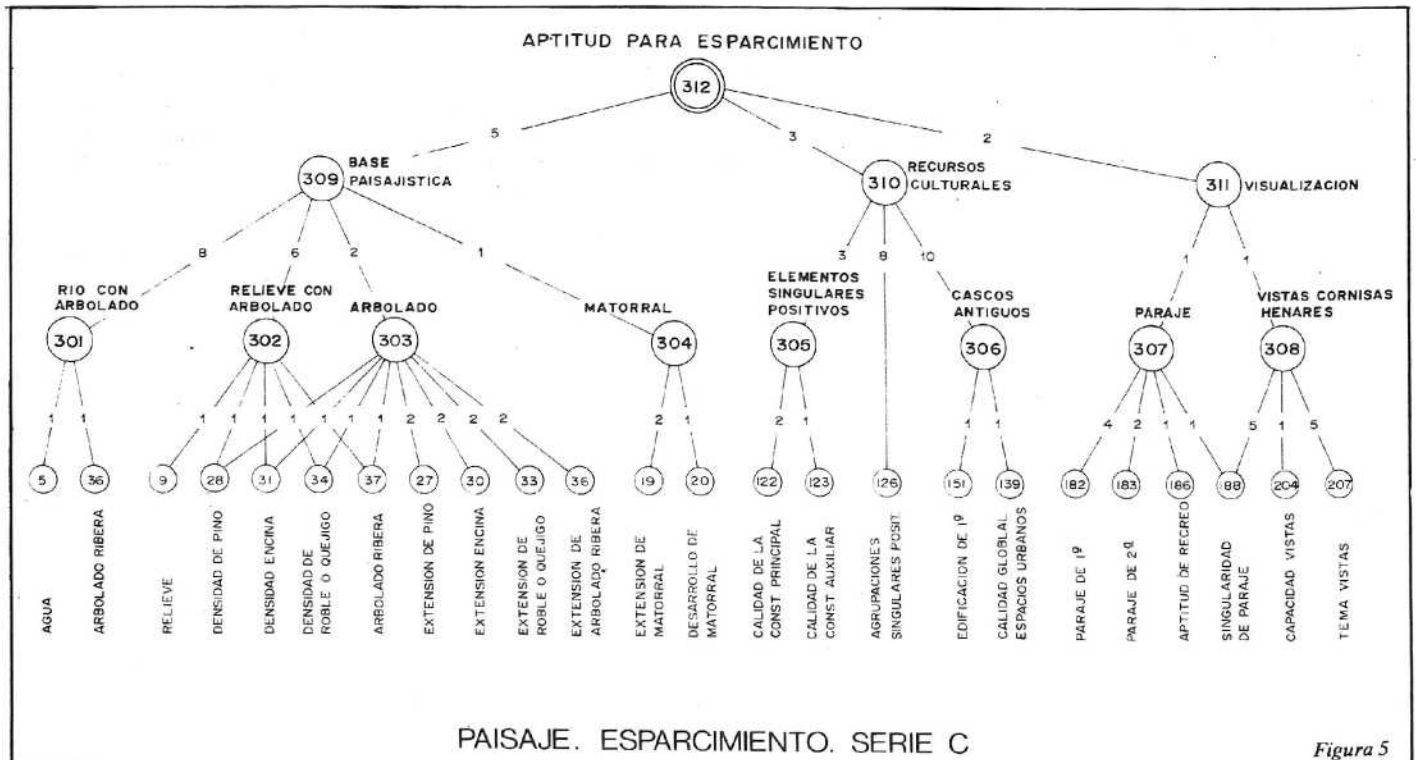 APTITUD PARA ESPARCIMIENTO
312
5
3
2
309
BASE
PAISAJISTICA
310
RECURSOS
CULTURALES
311
VISUALIZACION
8
6
2
1
3
8
10
1
1
RIO CON
ARBOLADO
RELIEVE CON
ARBOLADO
ARBOLADO
MATORRAL
ELEMENTOS
SINGULARES
POSITIVOS
CASCOS
ANTIGUOS
PARAJE
VISTAS CORNISAS
HENARES
301
302
303
304
305
306
307
308
1
1
1
1
1
1
1
1
2
2
2
2
2
1
2
1
1
1
4
2
1
1
5
1
5
5
36
9
28
31
34
37
27
30
33
36
19
20
122
123
126
151
139
182
183
186
188
204
207
AGUA
ARBOLADO RIBERA
RELIEVE
DENSIDAD DE PINO
DENSIDAD ENCINA
DENSIDAD DE
ROBLE O QUEJIGO
ARBOLADO RIBERA
EXTENSION DE PINO
EXTENSION ENCINA
EXTENSION DE
ROBLE O QUEJIGO
EXTENSION DE
ARBOLADO RIBERA
EXTENSION DE
MATORRAL
DESARROLLO DE
MATORRAL
CALIDAD DE LA
CONST PRINCIPAL
CALIDAD DE LA
CONST AUXILIAR
AGRUPACIONES
SINGULARES POSIT.
EDIFICACION DE 1º
CALIDAD GLOBLAL
ESPACIOS URBANOS
PARAJE DE 1º
PARAJE DE 2º
APTITUD DE RECREO
SINGULARIDAD
DE PARAJE
CAPACIDAD VISTAS
TEMA VISTAS
PAISAJE. ESPARCIMIENTO. SERIE C
Figura 5